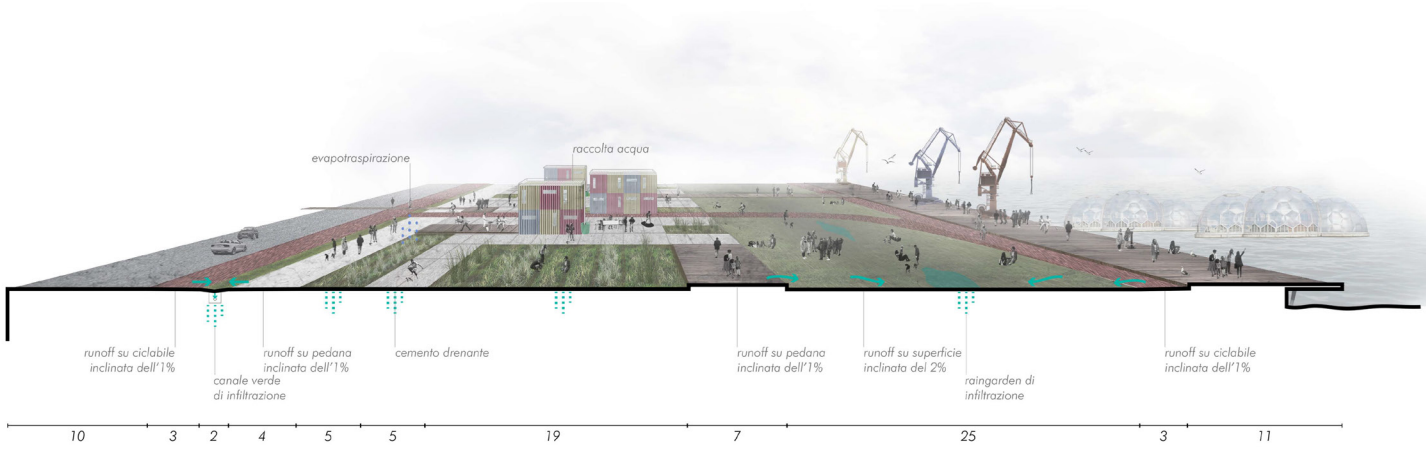 raccolta acqua
evapotraspirazione
runoff su ciclabile
inclinata dell'1%
runoff su pedana
inclinata dell'1%
cemento drenante
runoff su pedana
inclinata dell'1%
runoff su superficie
inclinata del 2%
runoff su ciclabile
inclinata dell'1%
canale verde
di infiltrazione
raingarden di
infiltrazione
10 3 2 4 5 5 19 7 25 3 11